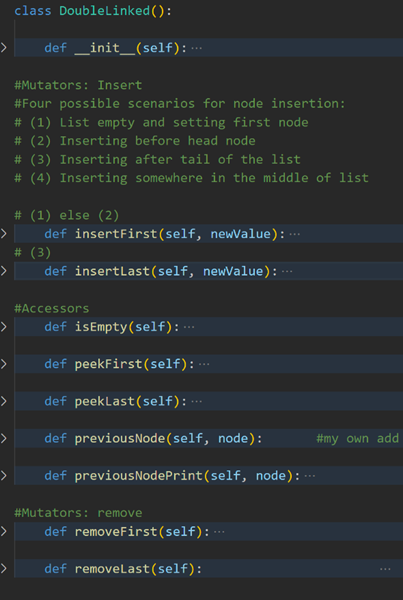 class DoubleLinked():
def __init__(self): ···
#Mutators: Insert
#Four possible scenarios for node insertion:
# (1) List empty and setting first node
# (2) Inserting before head node
# (3) Inserting after tail of the list
# (4) Inserting somewhere in the middle of list
# (1) else (2)
def insertFirst(self, newValue): ···
# (3)
def insertLast(self, newValue): ···
#Accessors
def isEmpty(self): ···
def peekFirst(self): ···
def peekLast(self): ···
def previousNode(self, node): #my own add
def previousNodePrint(self, node): ···
#Mutators: remove
def removeFirst(self): ···
def removeLast(self): ···